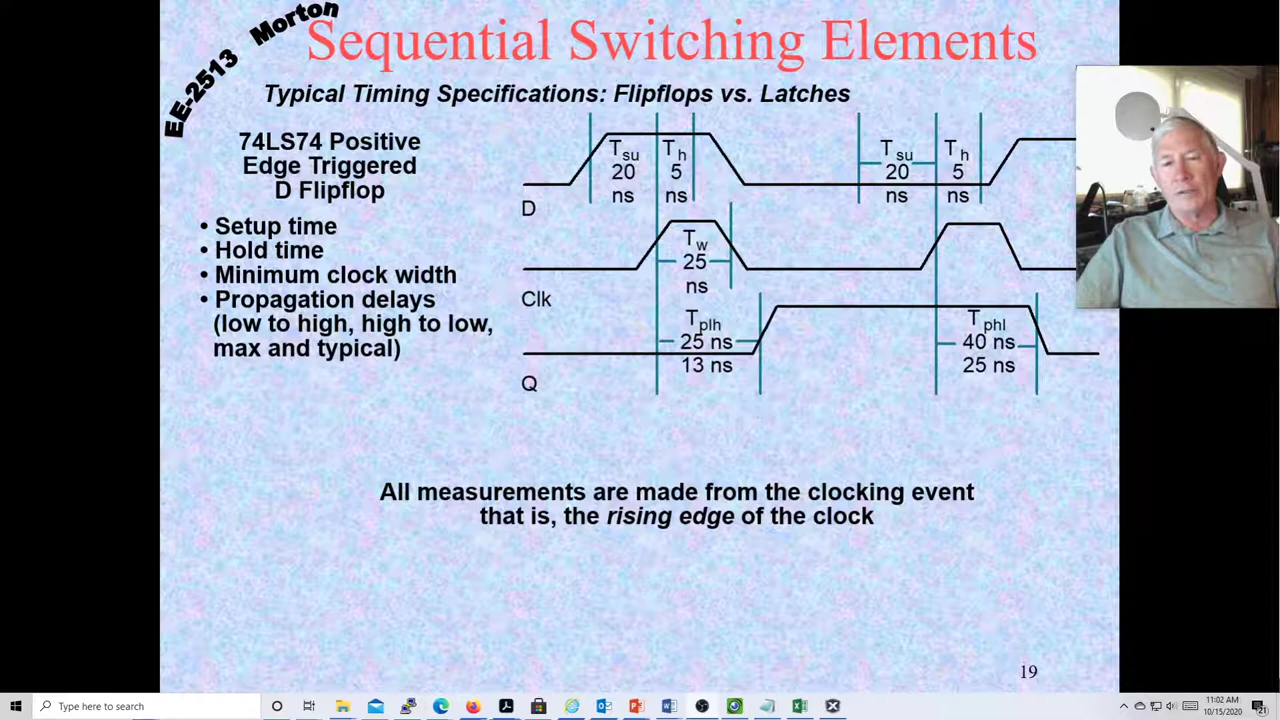 EE-2513 Morton
Sequential Switching Elements
Typical Timing Specifications: Flipflops vs. Latches
74LS74 Positive
Edge Triggered
D Flipflop
• Setup time
• Hold time
• Minimum clock width
• Propagation delays
(low to high, high to low,
max and typical)
Tsu Th Tsu Th
20 5 20 5
ns ns ns ns
D
Tw
25
ns
Clk
Tplh Tphl
25 ns 40 ns
13 ns 25 ns
Q
All measurements are made from the clocking event
that is, the rising edge of the clock
19
Type here to search
11:02 AM
10/15/2020
21